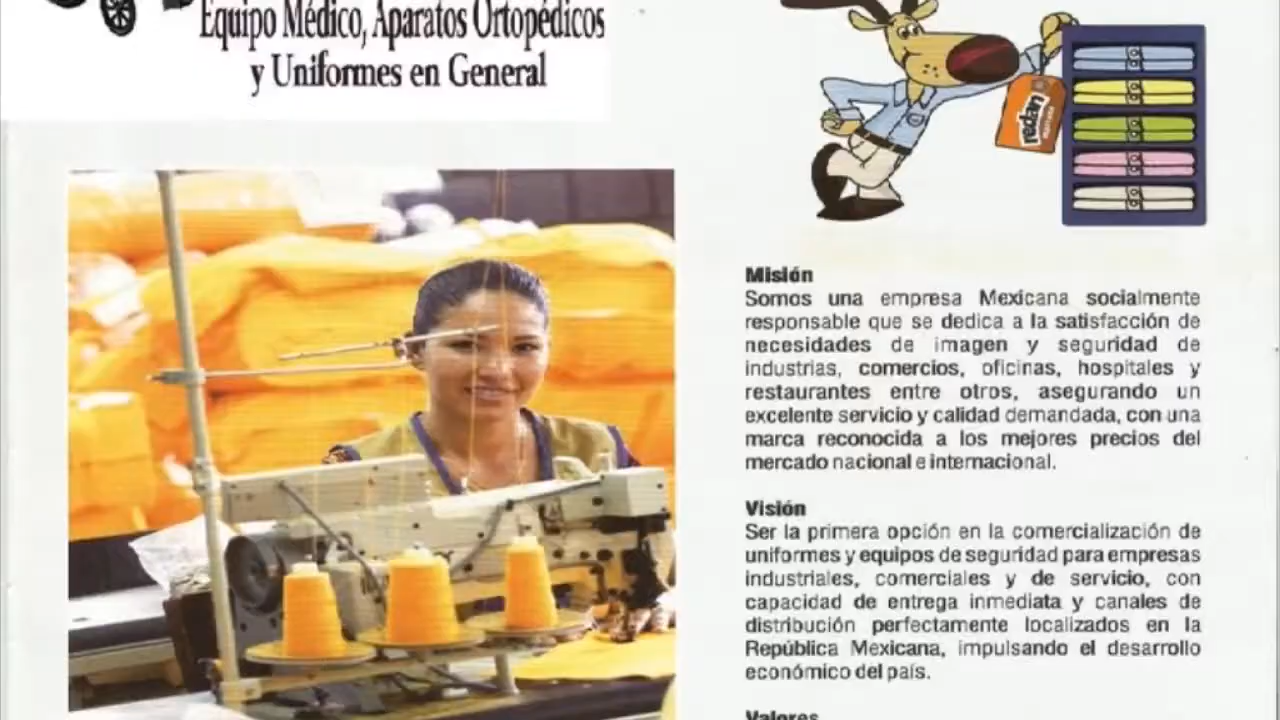 Equipo Médico, Aparatos Ortopédicos
y Uniformes en General
redan
Misión
Somos una empresa Mexicana socialmente
responsable que se dedica a la satisfacción de
necesidades de imagen y seguridad de
industrias, comercios, oficinas, hospitales y
restaurantes entre otros, asegurando un
excelente servicio y calidad demandada, con una
marca reconocida a los mejores precios del
mercado nacional e internacional.
Visión
Ser la primera opción en la comercialización de
uniformes y equipos de seguridad para empresas
industriales, comerciales y de servicio, con
capacidad de entrega inmediata y canales de
distribución perfectamente localizados en la
República Mexicana, impulsando el desarrollo
económico del país.
Valores